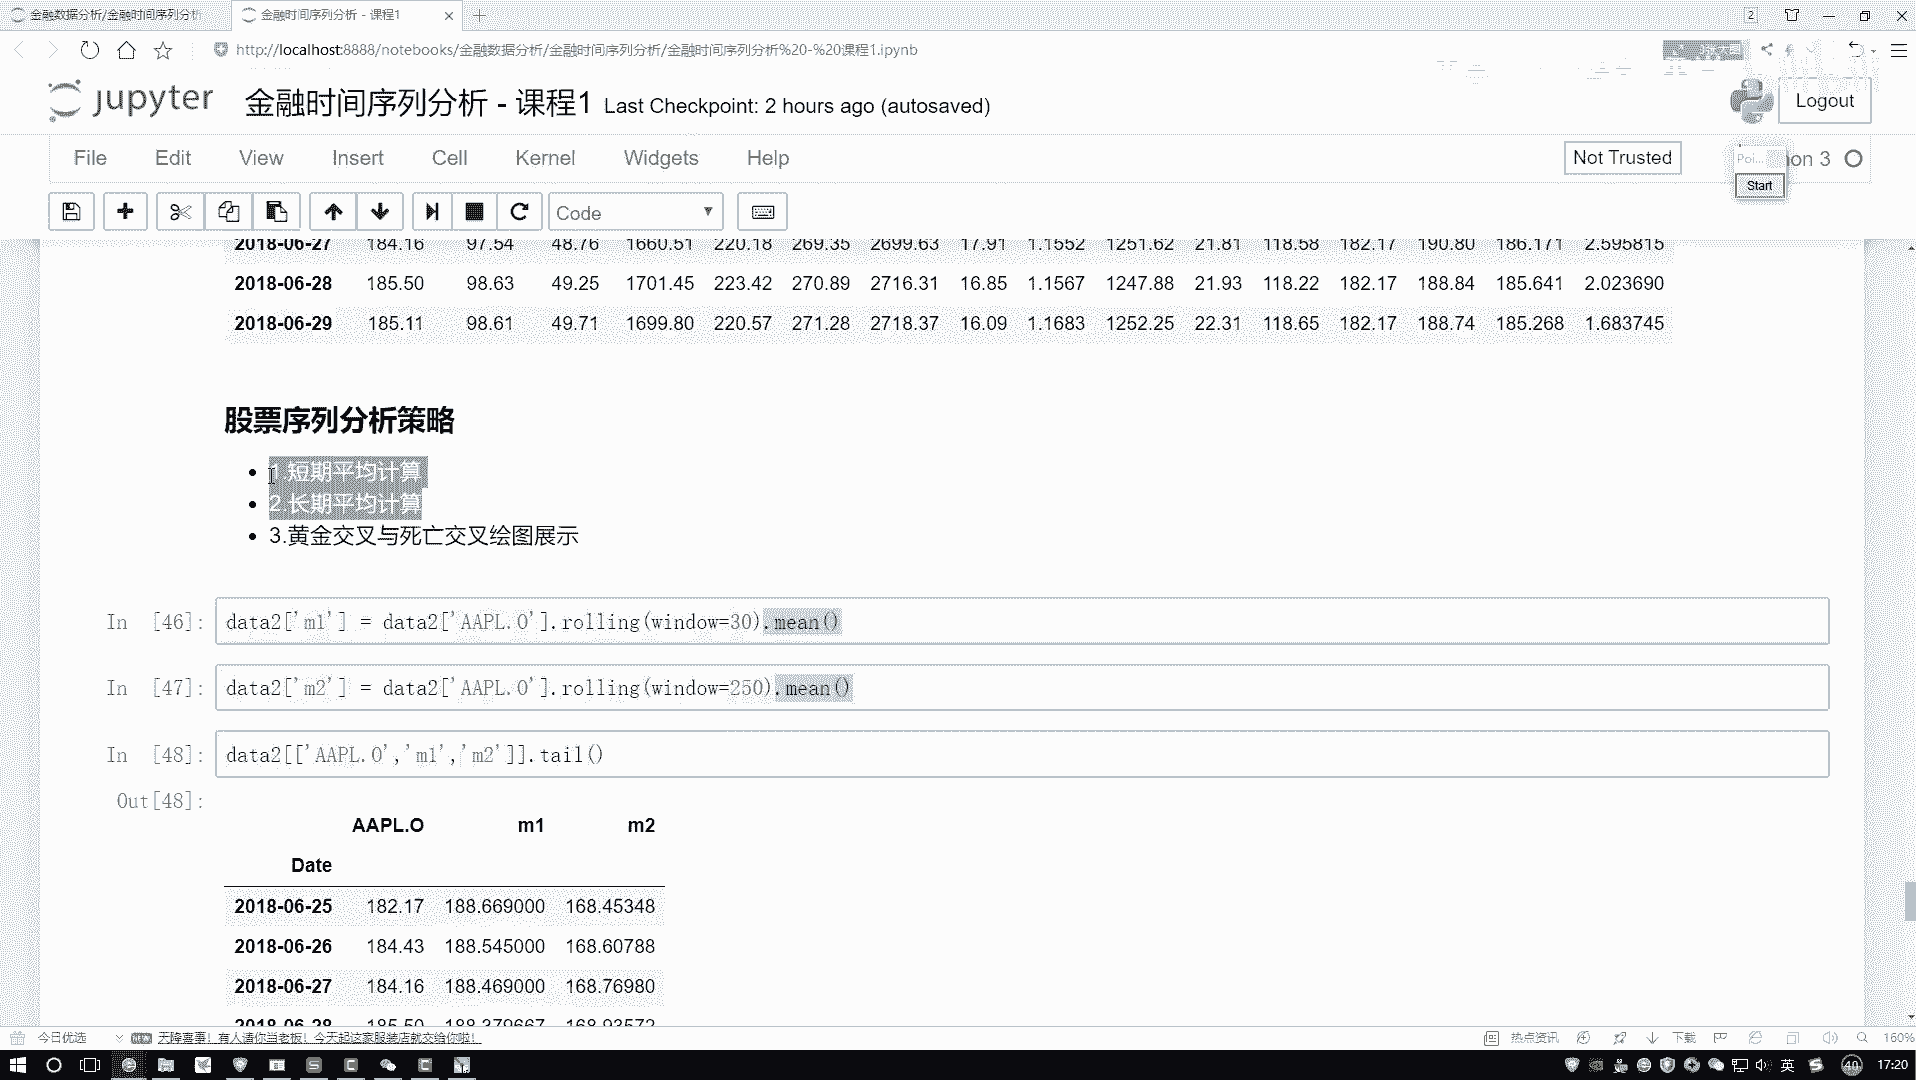 金融数据分析/金融时间序列分析
金融时间序列分析 - 课程1
2
http://localhost:8888/notebooks/金融数据分析/金融时间序列分析/金融时间序列分析%20-%20课程1.ipynb
jupyter 金融时间序列分析 - 课程1 Last Checkpoint: 2 hours ago (autosaved)
Logout
File Edit View Insert Cell Kernel Widgets Help
Not Trusted
Poi... on 3
Start
Code
2018-06-27 184.16 97.54 48.76 1660.51 220.18 269.35 2699.63 17.91 1.1552 1251.62 21.81 118.58 182.17 190.80 186.171 2.595815
2018-06-28 185.50 98.63 49.25 1701.45 223.42 270.89 2716.31 16.85 1.1567 1247.88 21.93 118.22 182.17 188.84 185.641 2.023690
2018-06-29 185.11 98.61 49.71 1699.80 220.57 271.28 2718.37 16.09 1.1683 1252.25 22.31 118.65 182.17 188.74 185.268 1.683745
股票序列分析策略
1.短期平均计算
2.长期平均计算
3.黄金交叉与死亡交叉绘图展示
In [46]: data2['m1'] = data2['AAPL.O'].rolling(window=30).mean()
In [47]: data2['m2'] = data2['AAPL.O'].rolling(window=250).mean()
In [48]: data2[['AAPL.O','m1','m2']].tail()
Out[48]:
AAPL.O m1 m2
Date
2018-06-25 182.17 188.669000 168.45348
2018-06-26 184.43 188.545000 168.60788
2018-06-27 184.16 188.469000 168.76980
2018-06-28 185.50 188.379667 168.93572
今日优选 天降喜事！有人请你当老板！今天起这家服装店就交给你啦！
热点资讯 下载 160%
英 40 17:20